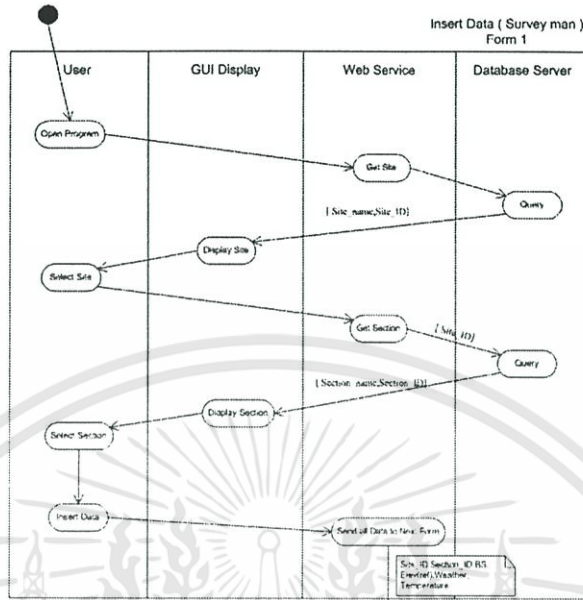 Insert Data ( Survey man )
Form 1
User
GUI Display
Web Service
Database Server
Open Program
Get Site
Query
[ Site_name,Site_ID]
Display Site
Select Site
Get Section
[ Site_ID]
Query
[ Section_name,Section_ID]
Display Section
Select Section
Insert Data
Send all Data to Next Form
Site_ID,Section_ID,BS,
Weather,
Temperature